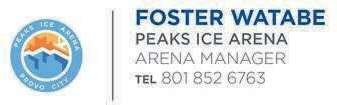 PEAKS ICE ARENA
PROVO CITY
FOSTER WATABE
PEAKS ICE ARENA
ARENA MANAGER
TEL 801 852 6763